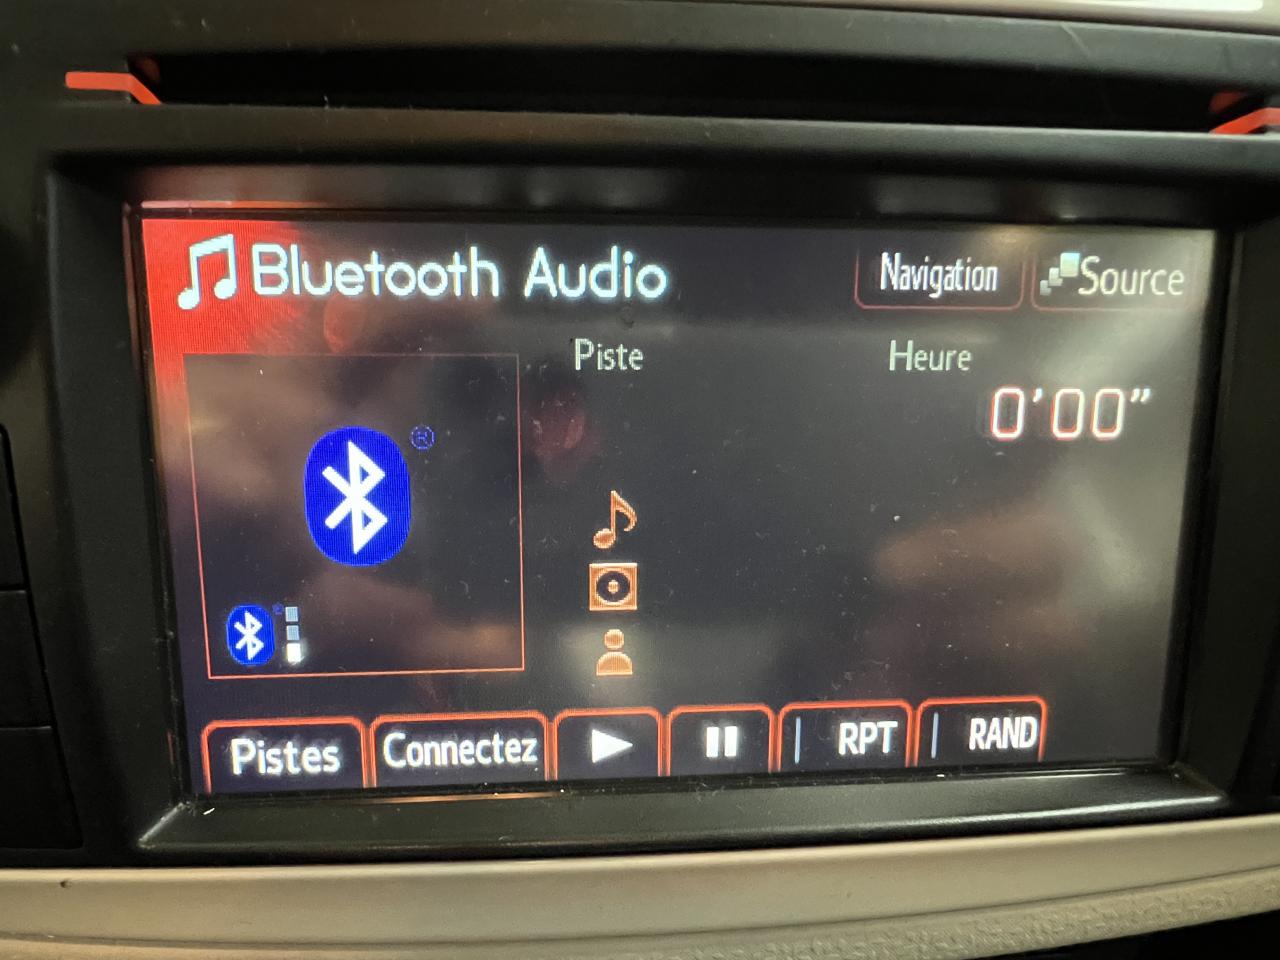 Bluetooth Audio
Navigation
Source
Piste
Heure
0'00"
®
Pistes
Connectez
RPT
RAND